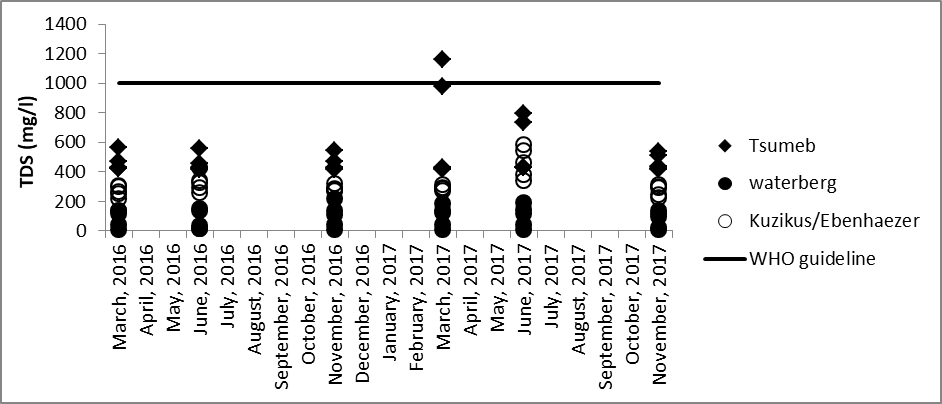 1400
1200
1000
800
600
400
200
0
TDS (mg/l)
March, 2016
April, 2016
May, 2016
June, 2016
July, 2016
August, 2016
September, 2016
October, 2016
November, 2016
December, 2016
January, 2017
February, 2017
March, 2017
April, 2017
May, 2017
June, 2017
July, 2017
August, 2017
September, 2017
October, 2017
November, 2017
Tsumeb
waterberg
Kuzikus/Ebenhaezer
WHO guideline